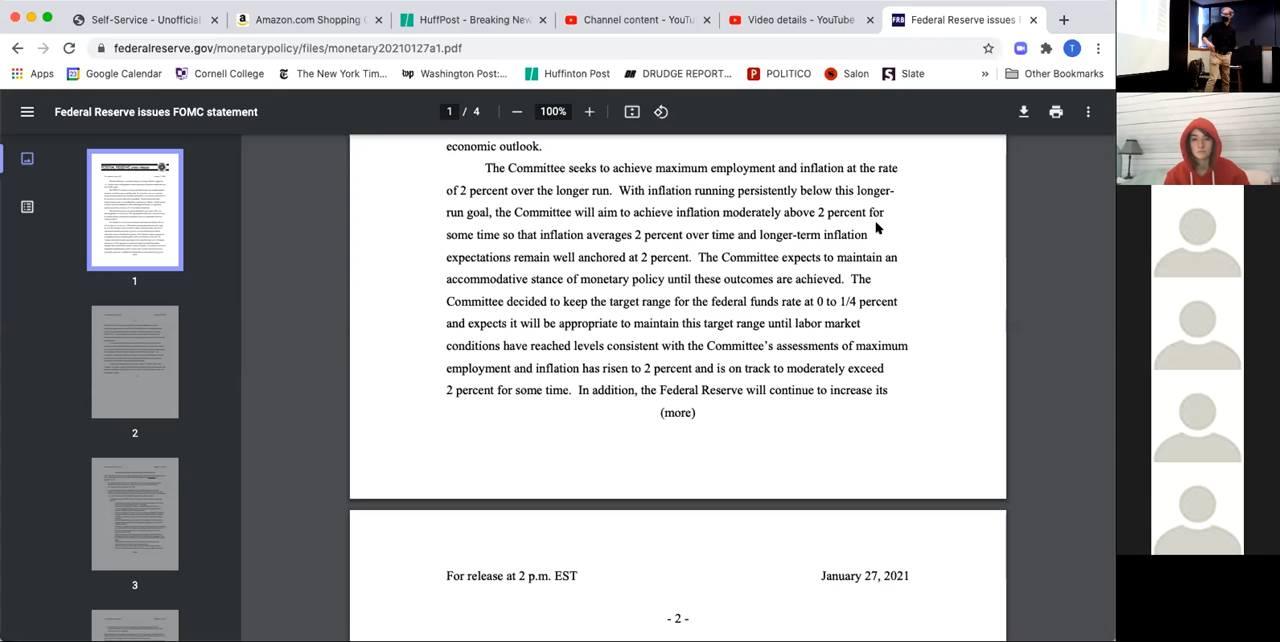 Self-Service - Unofficial
Amazon.com Shopping
HuffPost - Breaking New
Channel content - YouTu
Video details - YouTube
FRB
Federal Reserve issues
federalreserve.gov/monetarypolicy/files/monetary20210127a1.pdf
T
Apps
Google Calendar
Cornell College
The New York Tim...
wp
Washington Post:...
Huffinton Post
DRUDGE REPORT...
POLITICO
Salon
Slate
»
Other Bookmarks
Federal Reserve issues FOMC statement
1 / 4
100%
economic outlook.
The Committee seeks to achieve maximum employment and inflation at the rate
of 2 percent over the longer run. With inflation running persistently below this longer-
run goal, the Committee will aim to achieve inflation moderately above 2 percent for
some time so that inflation averages 2 percent over time and longer-term inflation
expectations remain well anchored at 2 percent. The Committee expects to maintain an
accommodative stance of monetary policy until these outcomes are achieved. The
Committee decided to keep the target range for the federal funds rate at 0 to 1/4 percent
and expects it will be appropriate to maintain this target range until labor market
conditions have reached levels consistent with the Committee's assessments of maximum
employment and inflation has risen to 2 percent and is on track to moderately exceed
2 percent for some time. In addition, the Federal Reserve will continue to increase its
(more)
For release at 2 p.m. EST
January 27, 2021
- 2 -
1
2
3